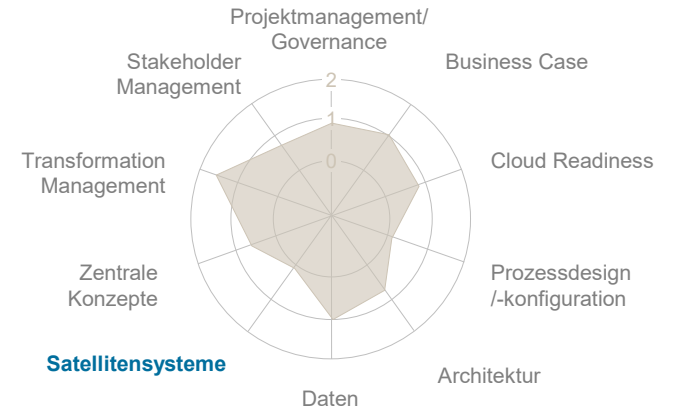 Projektmanagement/
Governance
Stakeholder
Management
Business Case
2
1
0
Transformation
Management
Cloud Readiness
Zentrale
Konzepte
Prozessdesign
/-konfiguration
Satellitensysteme
Architektur
Daten